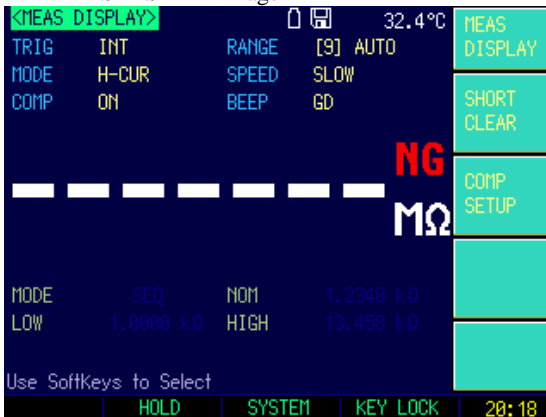 <MEAS DISPLAY> 32.4°C
TRIG INT RANGE [9] AUTO
MODE H-CUR SPEED SLOW
COMP ON BEEP GD
NG
MΩ
MODE SEQ NOM 1.2340 kΩ
LOW 1.0000 kΩ HIGH 13.458 kΩ
Use SoftKeys to Select
HOLD SYSTEM KEY LOCK 20:18
MEAS
DISPLAY
SHORT
CLEAR
COMP
SETUP